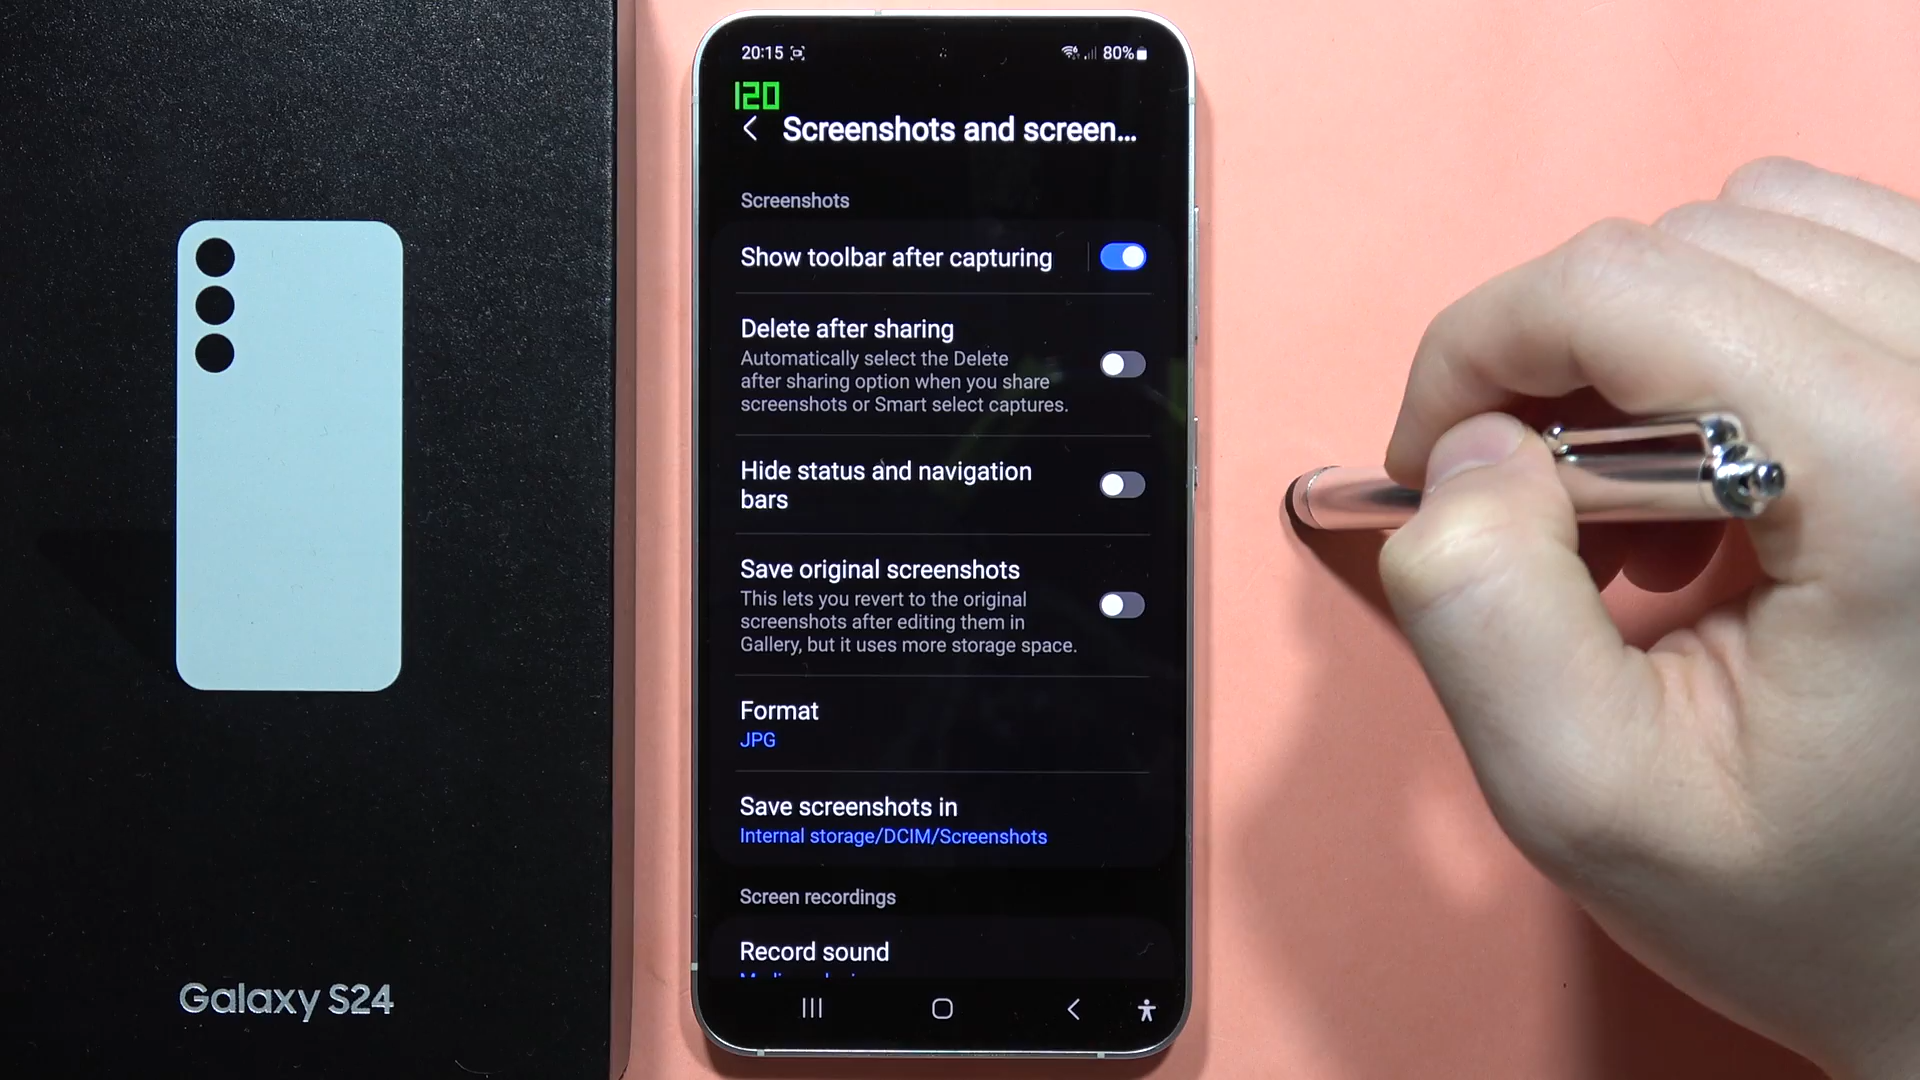 20:15
80%
120
Screenshots and screen...
Screenshots
Show toolbar after capturing
Delete after sharing
Automatically select the Delete
after sharing option when you share
screenshots or Smart select captures.
Hide status and navigation
bars
Save original screenshots
This lets you revert to the original
screenshots after editing them in
Gallery, but it uses more storage space.
Format
JPG
Save screenshots in
Internal storage/DCIM/Screenshots
Screen recordings
Record sound
Galaxy S24